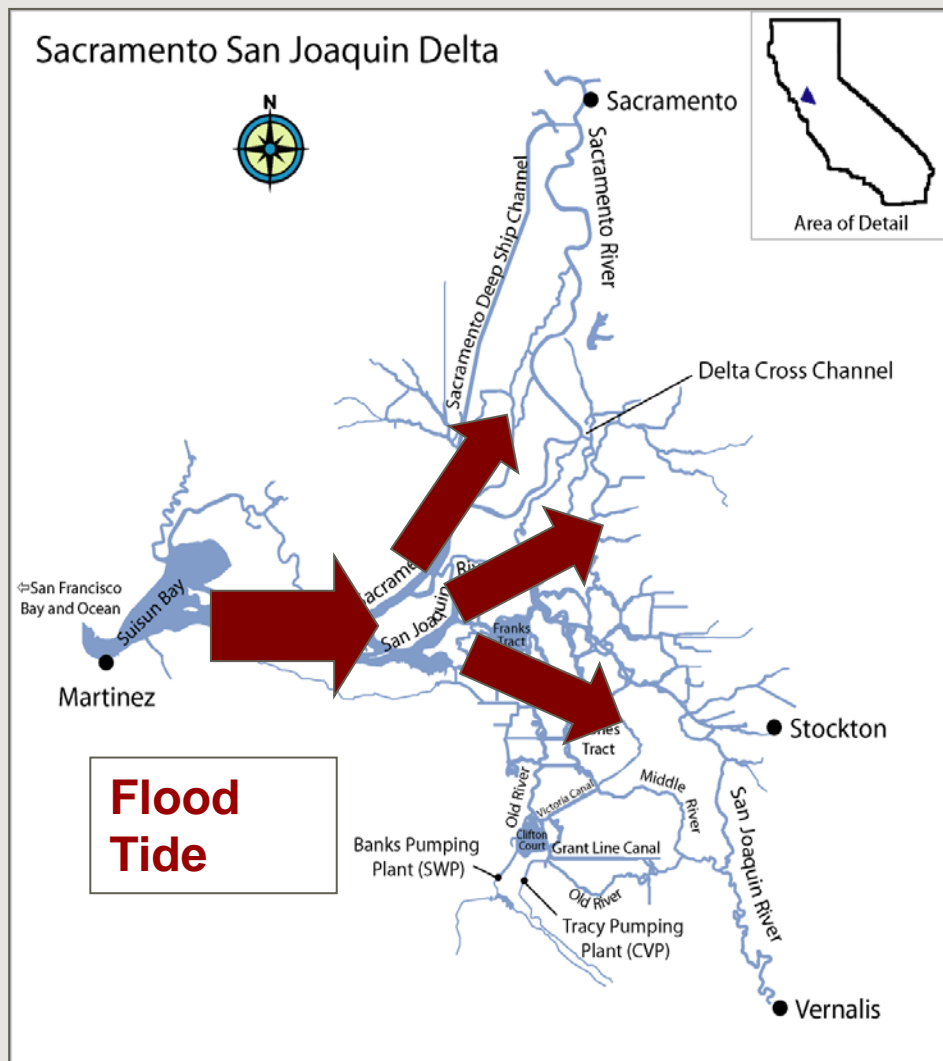 Sacramento San Joaquin Delta
N
Sacramento
Area of Detail
Sacramento Deep Ship Channel
Sacramento River
Delta Cross Channel
⇦San Francisco
Bay and Ocean
Suisun Bay
San Joaquin
Franks
Tract
Martinez
Stockton
Tract
Flood
Tide
Old River
Victoria Canal
Middle
River
San Joaquin River
Clifton
Court
Grant Line Canal
Banks Pumping
Plant (SWP)
Old River
Tracy Pumping
Plant (CVP)
Vernalis